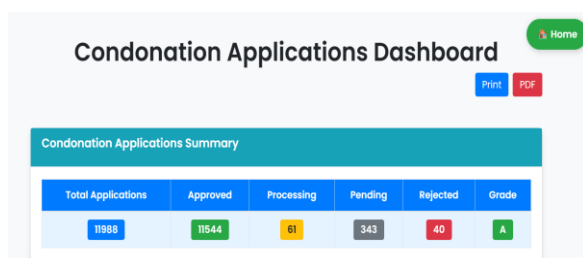 Home
Condonation Applications Dashboard
Print PDF
Condonation Applications Summary
Total Applications Approved Processing Pending Rejected Grade
11988 11544 61 343 40 A